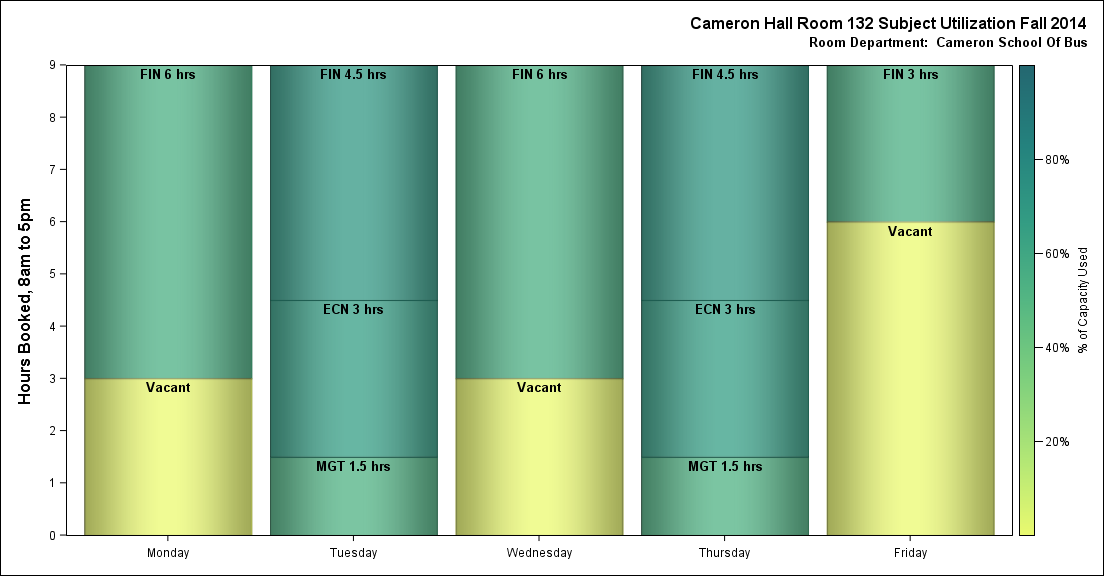 Cameron Hall Room 132 Subject Utilization Fall 2014
Room Department:  Cameron School Of Bus
Hours Booked, 8am to 5pm
9
8
7
6
5
4
3
2
1
0
FIN 6 hrs
Vacant
FIN 4.5 hrs
ECN 3 hrs
MGT 1.5 hrs
FIN 6 hrs
Vacant
FIN 4.5 hrs
ECN 3 hrs
MGT 1.5 hrs
FIN 3 hrs
Vacant
Monday
Tuesday
Wednesday
Thursday
Friday
80%
60%
40%
20%
% of Capacity Used